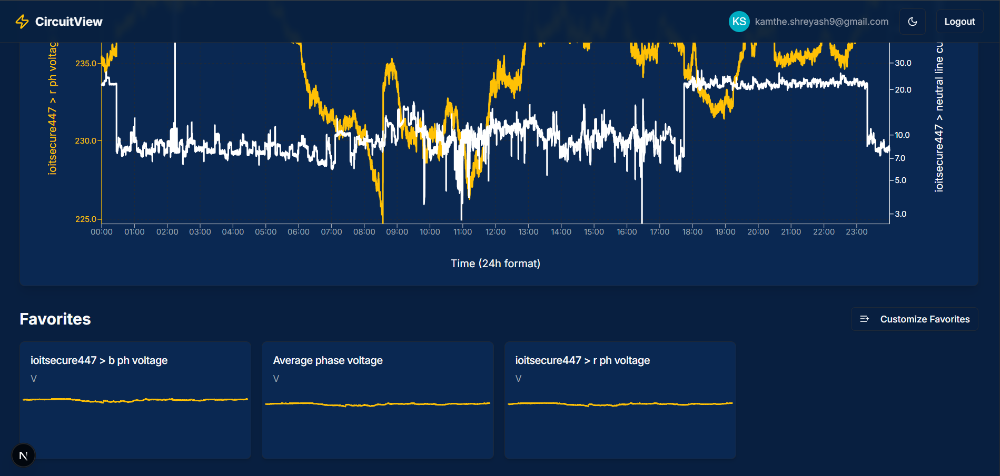 CircuitView
KS
kamthe.shreyash9@gmail.com
Logout
ioitsecure447 > r ph voltag
235.0
230.0
225.0
30.0
20.0
10.0
7.0
5.0
3.0
ioitsecure447 > neutral line cu
00:00 01:00 02:00 03:00 04:00 05:00 06:00 07:00 08:00 09:00 10:00 11:00 12:00 13:00 14:00 15:00 16:00 17:00 18:00 19:00 20:00 21:00 22:00 23:00
Time (24h format)
Favorites
Customize Favorites
ioitsecure447 > b ph voltage
V
Average phase voltage
V
ioitsecure447 > r ph voltage
V
N